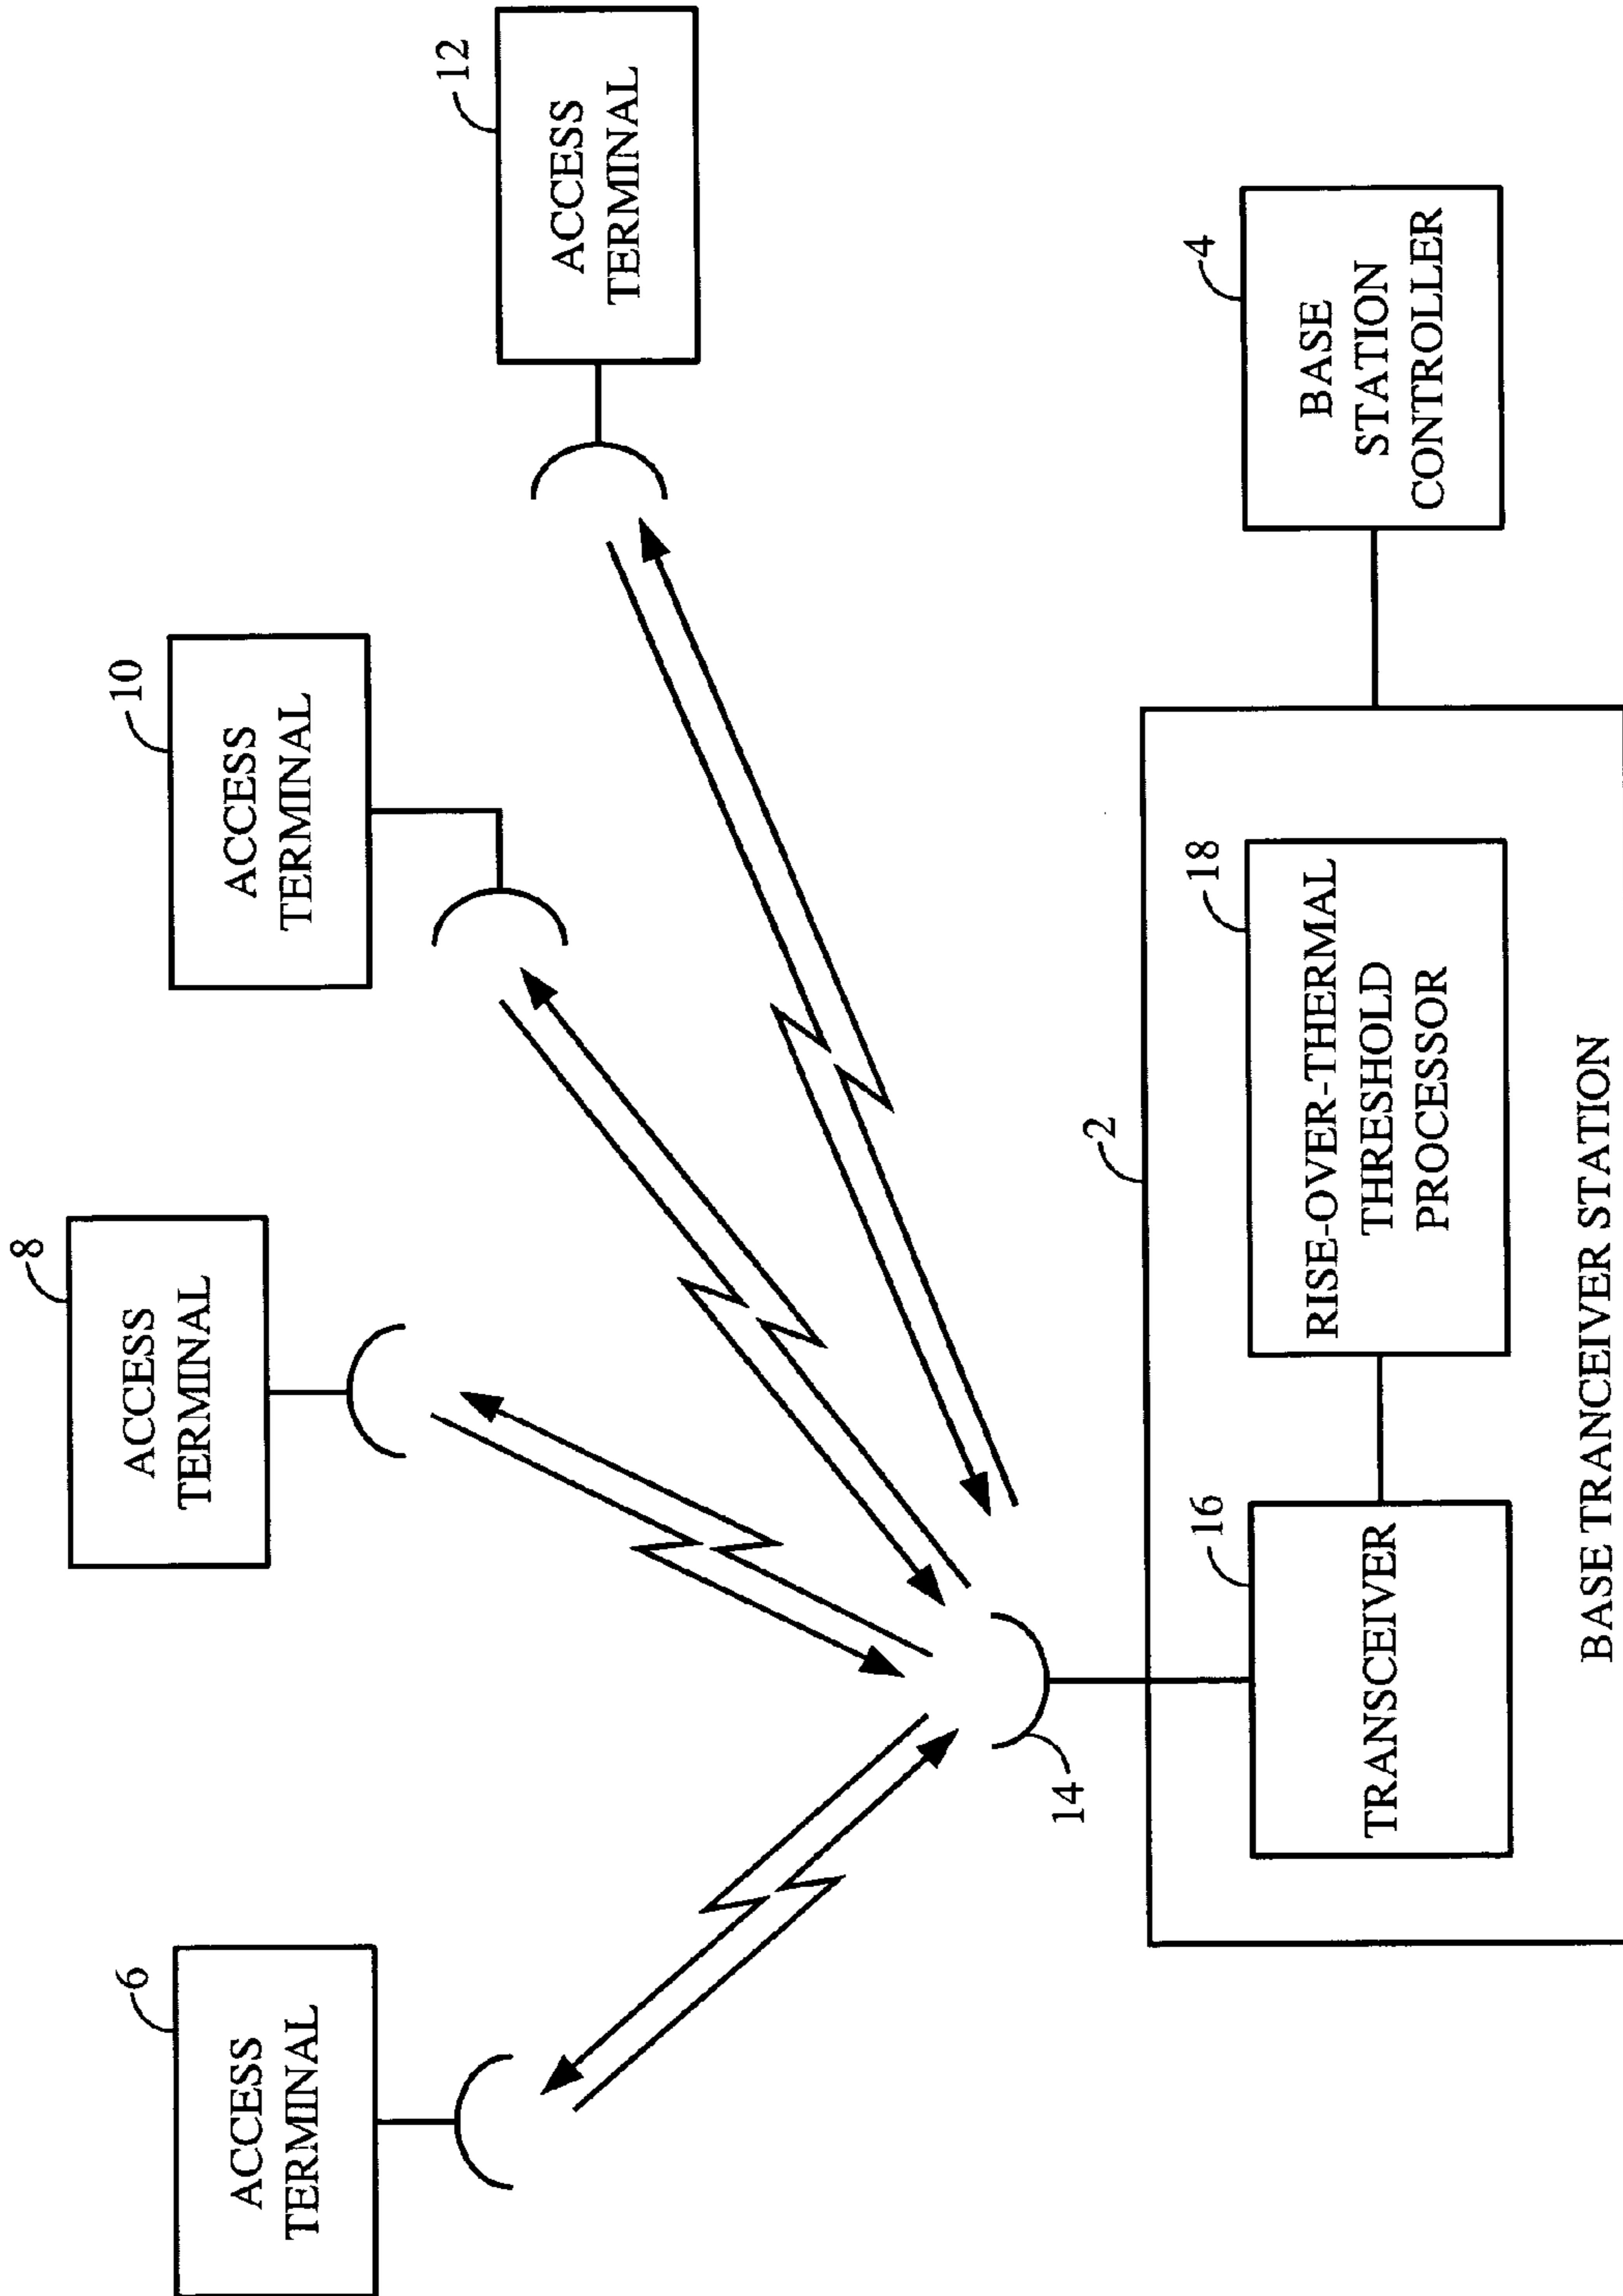 6
ACCESS
TERMINAL
8
ACCESS
TERMINAL
10
ACCESS
TERMINAL
12
ACCESS
TERMINAL
14
2
16
TRANSCEIVER
18
RISE-OVER-THERMAL
THRESHOLD
PROCESSOR
BASE TRANCEIVER STATION
4
BASE
STATION
CONTROLLER